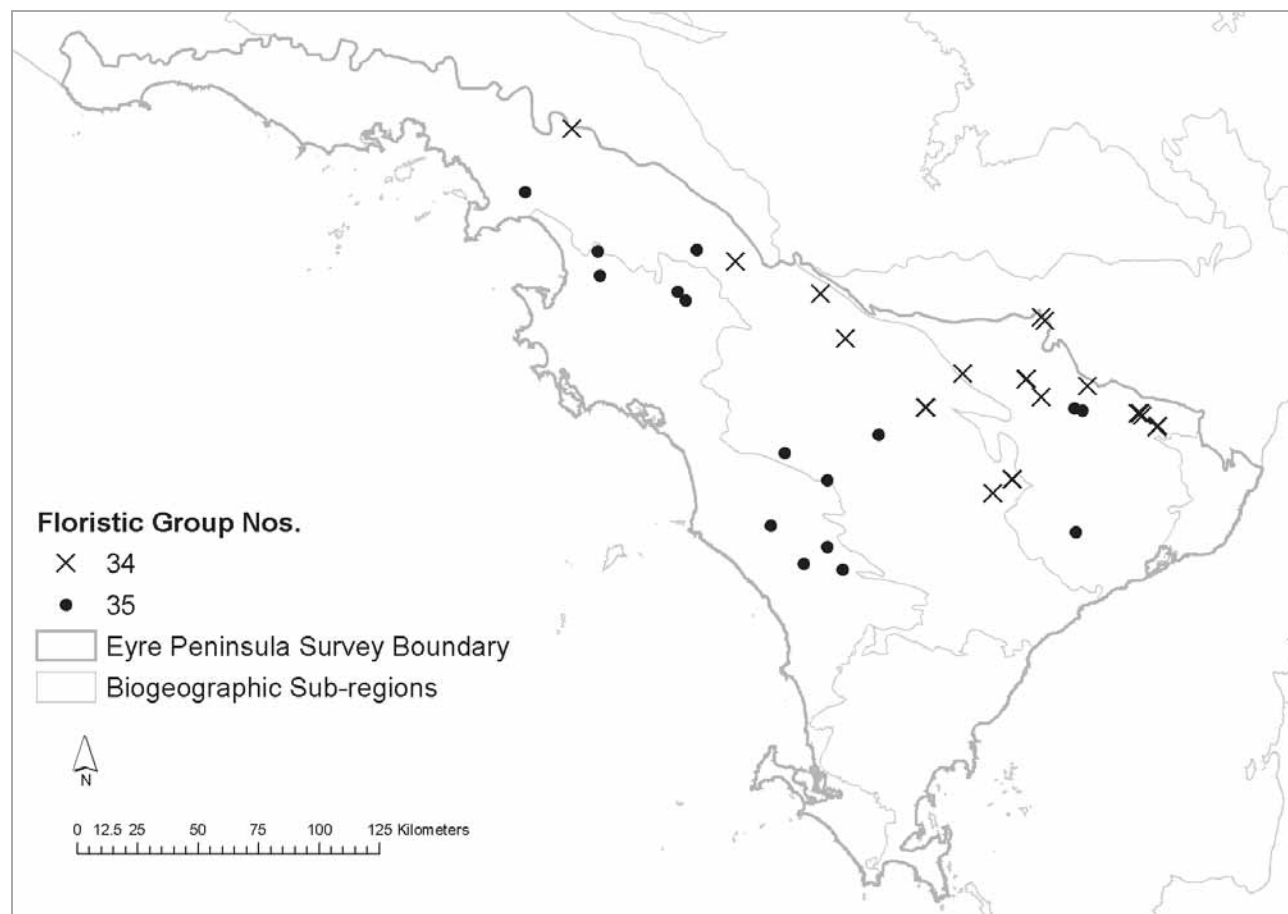 Floristic Group Nos.
34
35
Eyre Peninsula Survey Boundary
Biogeographic Sub-regions
N
0 12.5 25 50 75 100 125 Kilometers